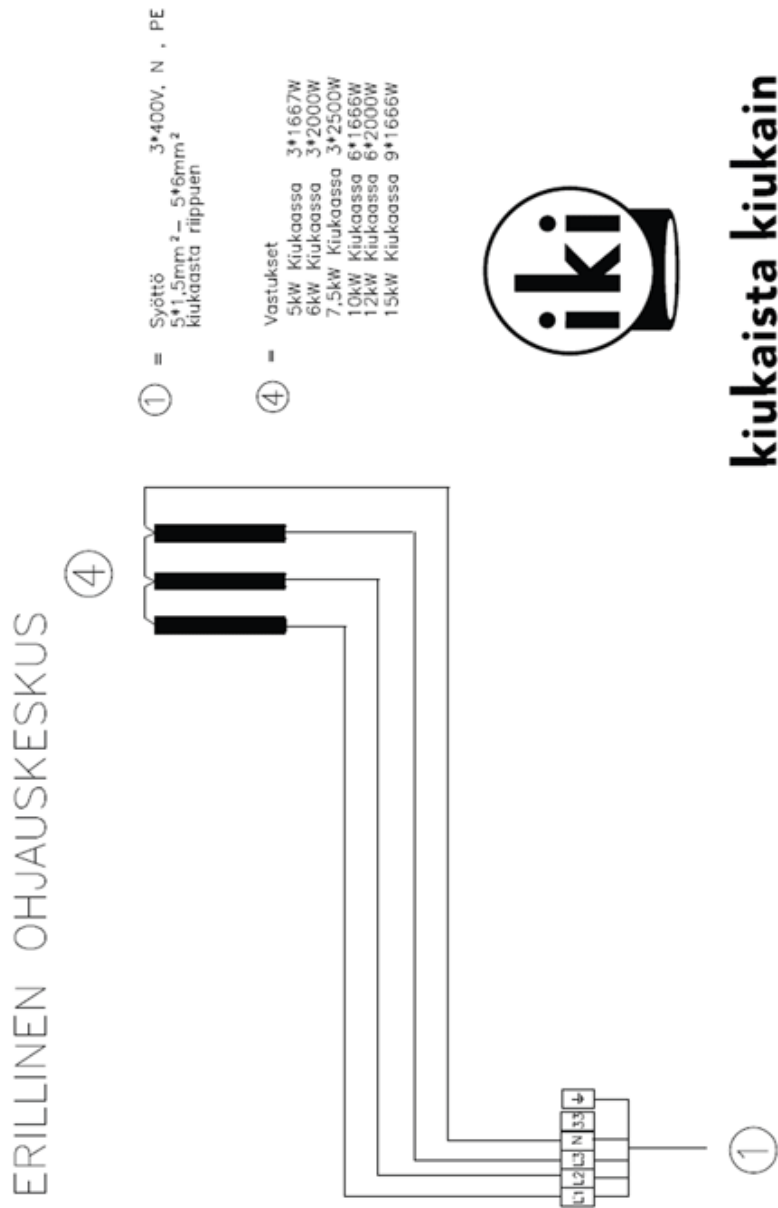 ERILLINEN OHJAUSKESKUS
4
1 = Syöttö 3*400V, N , PE
5*1,5mm² – 5*6mm²
kiukaasta riippuen
4 = Vastukset
5kW Kiukaassa 3*1667W
6kW Kiukaassa 3*2000W
7,5kW Kiukaassa 3*2500W
10kW Kiukaassa 6*1666W
12kW Kiukaassa 6*2000W
15kW Kiukaassa 9*1666W
L1 L2 L3 N 33
1
iki
kiukaista kiukain